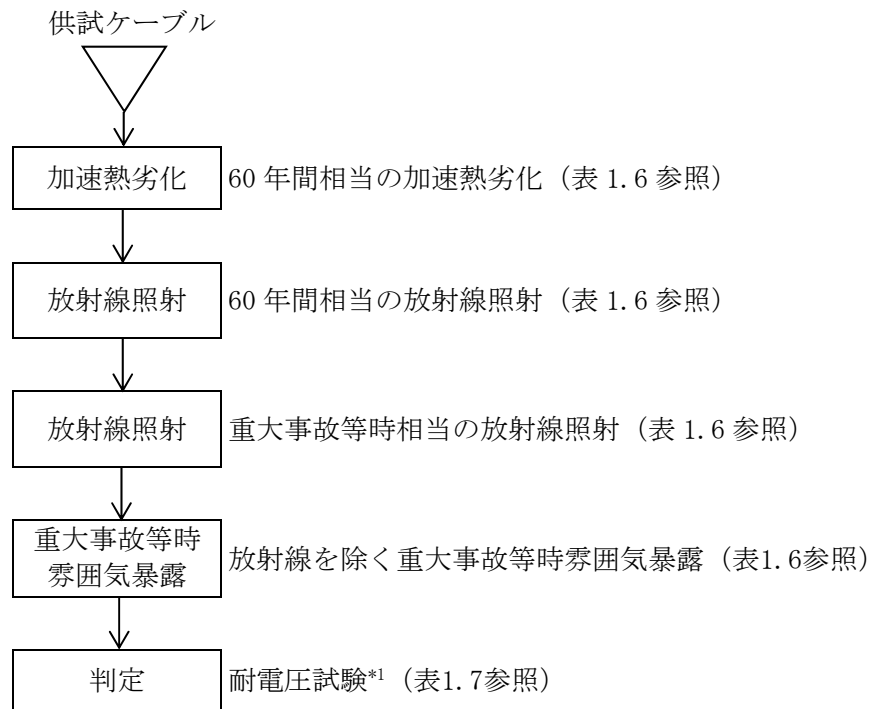 供試ケーブル
加速熱劣化 60 年間相当の加速熱劣化（表 1.6 参照）
放射線照射 60 年間相当の放射線照射（表 1.6 参照）
放射線照射 重大事故等時相当の放射線照射（表 1.6 参照）
重大事故等時
雰囲気暴露 放射線を除く重大事故等時雰囲気暴露（表1.6参照）
判定 耐電圧試験*1（表1.7参照）